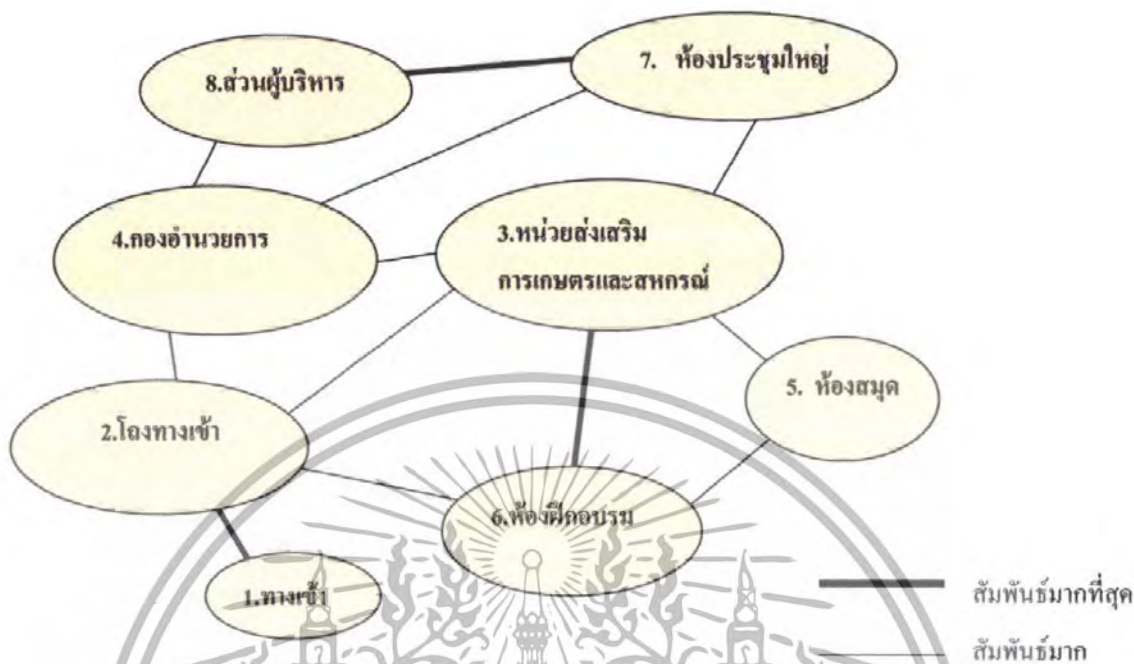 8.ส่วนผู้บริหาร
7. ห้องประชุมใหญ่
4.กองอำนวยการ
3.หน่วยส่งเสริม
การเกษตรและสหกรณ์
5. ห้องสมุด
2.โถงทางเข้า
6.ห้องฝึกอบรม
1.ทางเข้า
สัมพันธ์มากที่สุด
สัมพันธ์มาก